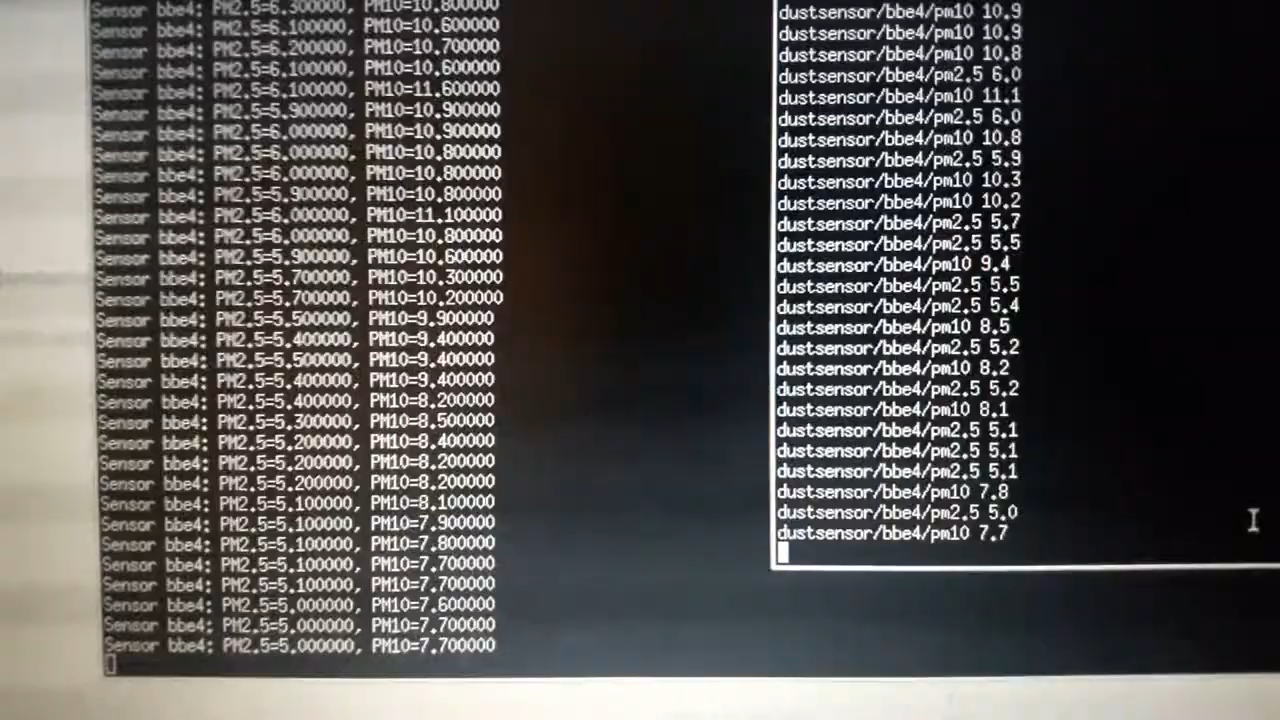 Sensor bbe4: PM2.5=6.300000, PM10=10.800000
Sensor bbe4: PM2.5=6.100000, PM10=10.600000
Sensor bbe4: PM2.5=6.200000, PM10=10.700000
Sensor bbe4: PM2.5=6.100000, PM10=10.600000
Sensor bbe4: PM2.5=6.100000, PM10=11.600000
Sensor bbe4: PM2.5=5.900000, PM10=10.900000
Sensor bbe4: PM2.5=6.000000, PM10=10.900000
Sensor bbe4: PM2.5=6.000000, PM10=10.800000
Sensor bbe4: PM2.5=6.000000, PM10=10.800000
Sensor bbe4: PM2.5=5.900000, PM10=10.800000
Sensor bbe4: PM2.5=6.000000, PM10=11.100000
Sensor bbe4: PM2.5=6.000000, PM10=10.800000
Sensor bbe4: PM2.5=5.900000, PM10=10.600000
Sensor bbe4: PM2.5=5.700000, PM10=10.300000
Sensor bbe4: PM2.5=5.700000, PM10=10.200000
Sensor bbe4: PM2.5=5.500000, PM10=9.900000
Sensor bbe4: PM2.5=5.400000, PM10=9.400000
Sensor bbe4: PM2.5=5.500000, PM10=9.400000
Sensor bbe4: PM2.5=5.400000, PM10=9.400000
Sensor bbe4: PM2.5=5.400000, PM10=8.200000
Sensor bbe4: PM2.5=5.300000, PM10=8.500000
Sensor bbe4: PM2.5=5.200000, PM10=8.400000
Sensor bbe4: PM2.5=5.200000, PM10=8.200000
Sensor bbe4: PM2.5=5.200000, PM10=8.200000
Sensor bbe4: PM2.5=5.100000, PM10=8.100000
Sensor bbe4: PM2.5=5.100000, PM10=7.900000
Sensor bbe4: PM2.5=5.100000, PM10=7.800000
Sensor bbe4: PM2.5=5.100000, PM10=7.700000
Sensor bbe4: PM2.5=5.100000, PM10=7.700000
Sensor bbe4: PM2.5=5.000000, PM10=7.600000
Sensor bbe4: PM2.5=5.000000, PM10=7.700000
Sensor bbe4: PM2.5=5.000000, PM10=7.700000
dustsensor/bbe4/pm10 10.9
dustsensor/bbe4/pm10 10.9
dustsensor/bbe4/pm10 10.8
dustsensor/bbe4/pm2.5 6.0
dustsensor/bbe4/pm10 11.1
dustsensor/bbe4/pm2.5 6.0
dustsensor/bbe4/pm10 10.8
dustsensor/bbe4/pm2.5 5.9
dustsensor/bbe4/pm10 10.3
dustsensor/bbe4/pm10 10.2
dustsensor/bbe4/pm2.5 5.7
dustsensor/bbe4/pm2.5 5.5
dustsensor/bbe4/pm10 9.4
dustsensor/bbe4/pm2.5 5.5
dustsensor/bbe4/pm2.5 5.4
dustsensor/bbe4/pm10 8.5
dustsensor/bbe4/pm2.5 5.2
dustsensor/bbe4/pm10 8.2
dustsensor/bbe4/pm2.5 5.2
dustsensor/bbe4/pm10 8.1
dustsensor/bbe4/pm2.5 5.1
dustsensor/bbe4/pm2.5 5.1
dustsensor/bbe4/pm2.5 5.1
dustsensor/bbe4/pm10 7.8
dustsensor/bbe4/pm2.5 5.0
dustsensor/bbe4/pm10 7.7